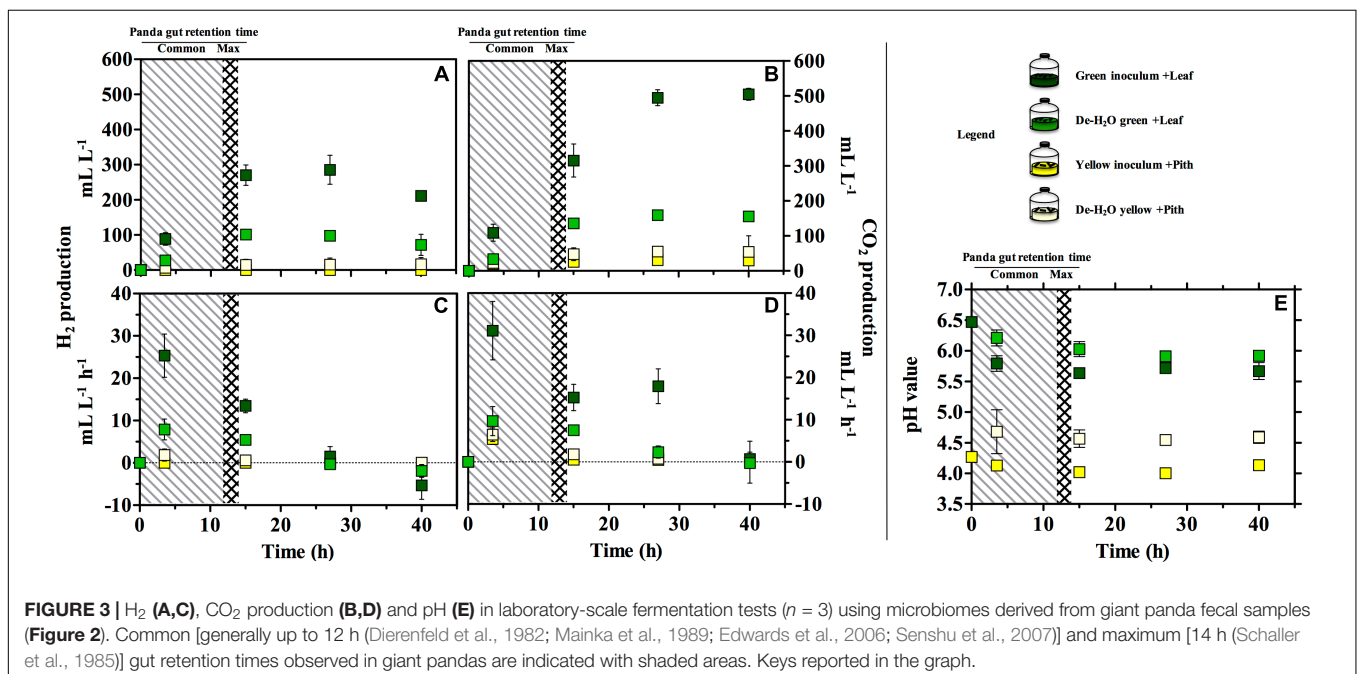 Panda gut retention time
Common Max
Panda gut retention time
Common Max
600
500
400
300
200
100
0
mL L⁻¹
A
B
600
500
400
300
200
100
0
mL L⁻¹
H₂ production
CO₂ production
40
30
20
10
0
-10
mL L⁻¹ h⁻¹
C
D
40
30
20
10
0
-10
mL L⁻¹ h⁻¹
0 10 20 30 40
Time (h)
0 10 20 30 40
Time (h)
Legend
Green inoculum +Leaf
De-H₂O green +Leaf
Yellow inoculum +Pith
De-H₂O yellow +Pith
Panda gut retention time
Common Max
7.0
6.5
6.0
5.5
5.0
4.5
4.0
3.5
pH value
E
0 10 20 30 40
Time (h)
FIGURE 3 | H₂ (A,C), CO₂ production (B,D) and pH (E) in laboratory-scale fermentation tests (n = 3) using microbiomes derived from giant panda fecal samples
(Figure 2). Common [generally up to 12 h (Dierenfeld et al., 1982; Mainka et al., 1989; Edwards et al., 2006; Senshu et al., 2007)] and maximum [14 h (Schaller
et al., 1985)] gut retention times observed in giant pandas are indicated with shaded areas. Keys reported in the graph.